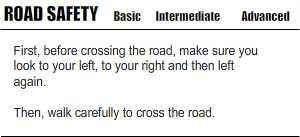 ROAD SAFETY Basic Intermediate Advanced
First, before crossing the road, make sure you
look to your left, to your right and then left
again.
Then, walk carefully to cross the road.